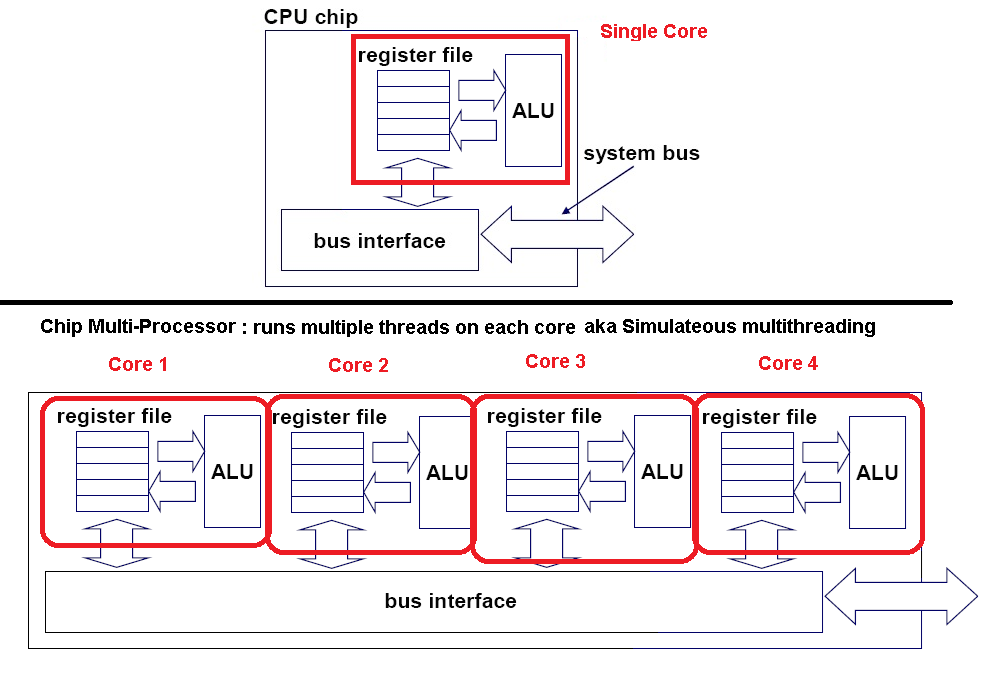 CPU chip
Single Core
register file
ALU
system bus
bus interface
Chip Multi-Processor : runs multiple threads on each core aka Simulateous multithreading
Core 1
Core 2
Core 3
Core 4
register file
register file
register file
register file
ALU
ALU
ALU
ALU
bus interface